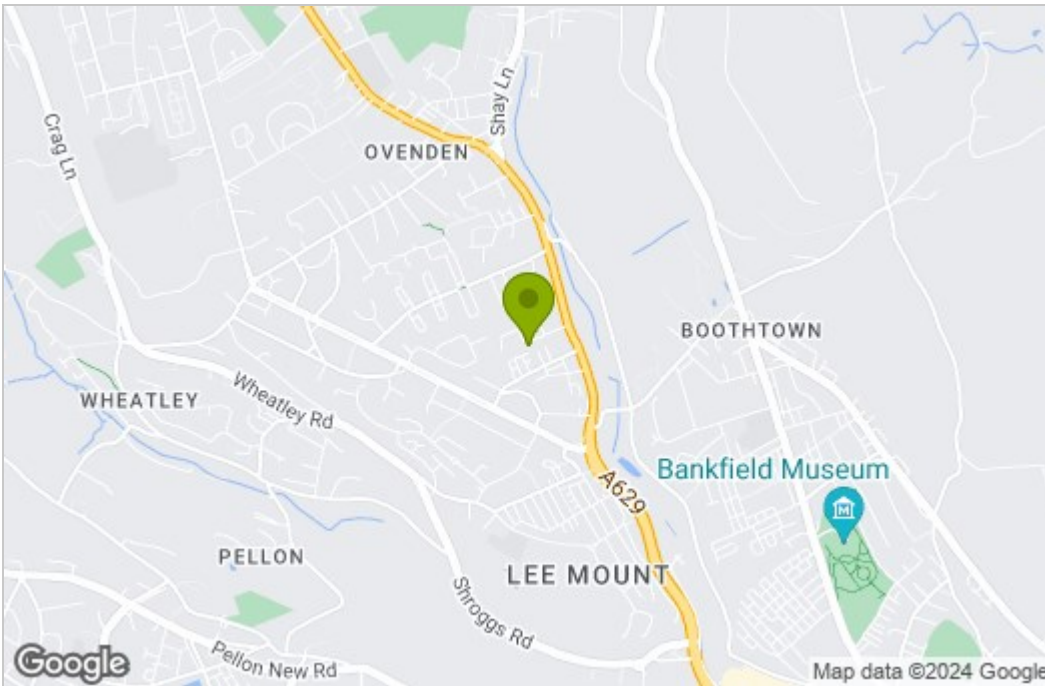 Shay Ln
Crag Ln
OVENDEN
BOOTHTOWN
WHEATLEY
Wheatley Rd
Bankfield Museum
M
A629
PELLON
LEE MOUNT
Shroggs Rd
Pellon New Rd
Google
Map data ©2024 Google